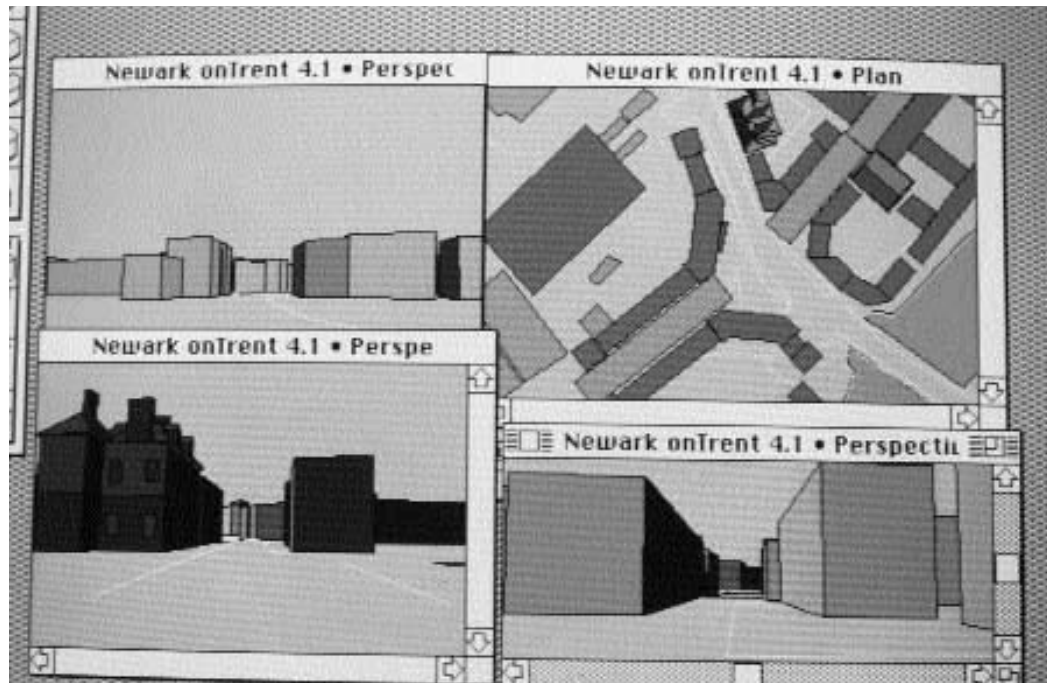 Newark onTrent 4.1 • Perspec
Newark onTrent 4.1 • Plan
Newark onTrent 4.1 • Perspe
Newark onTrent 4.1 • Perspectiv